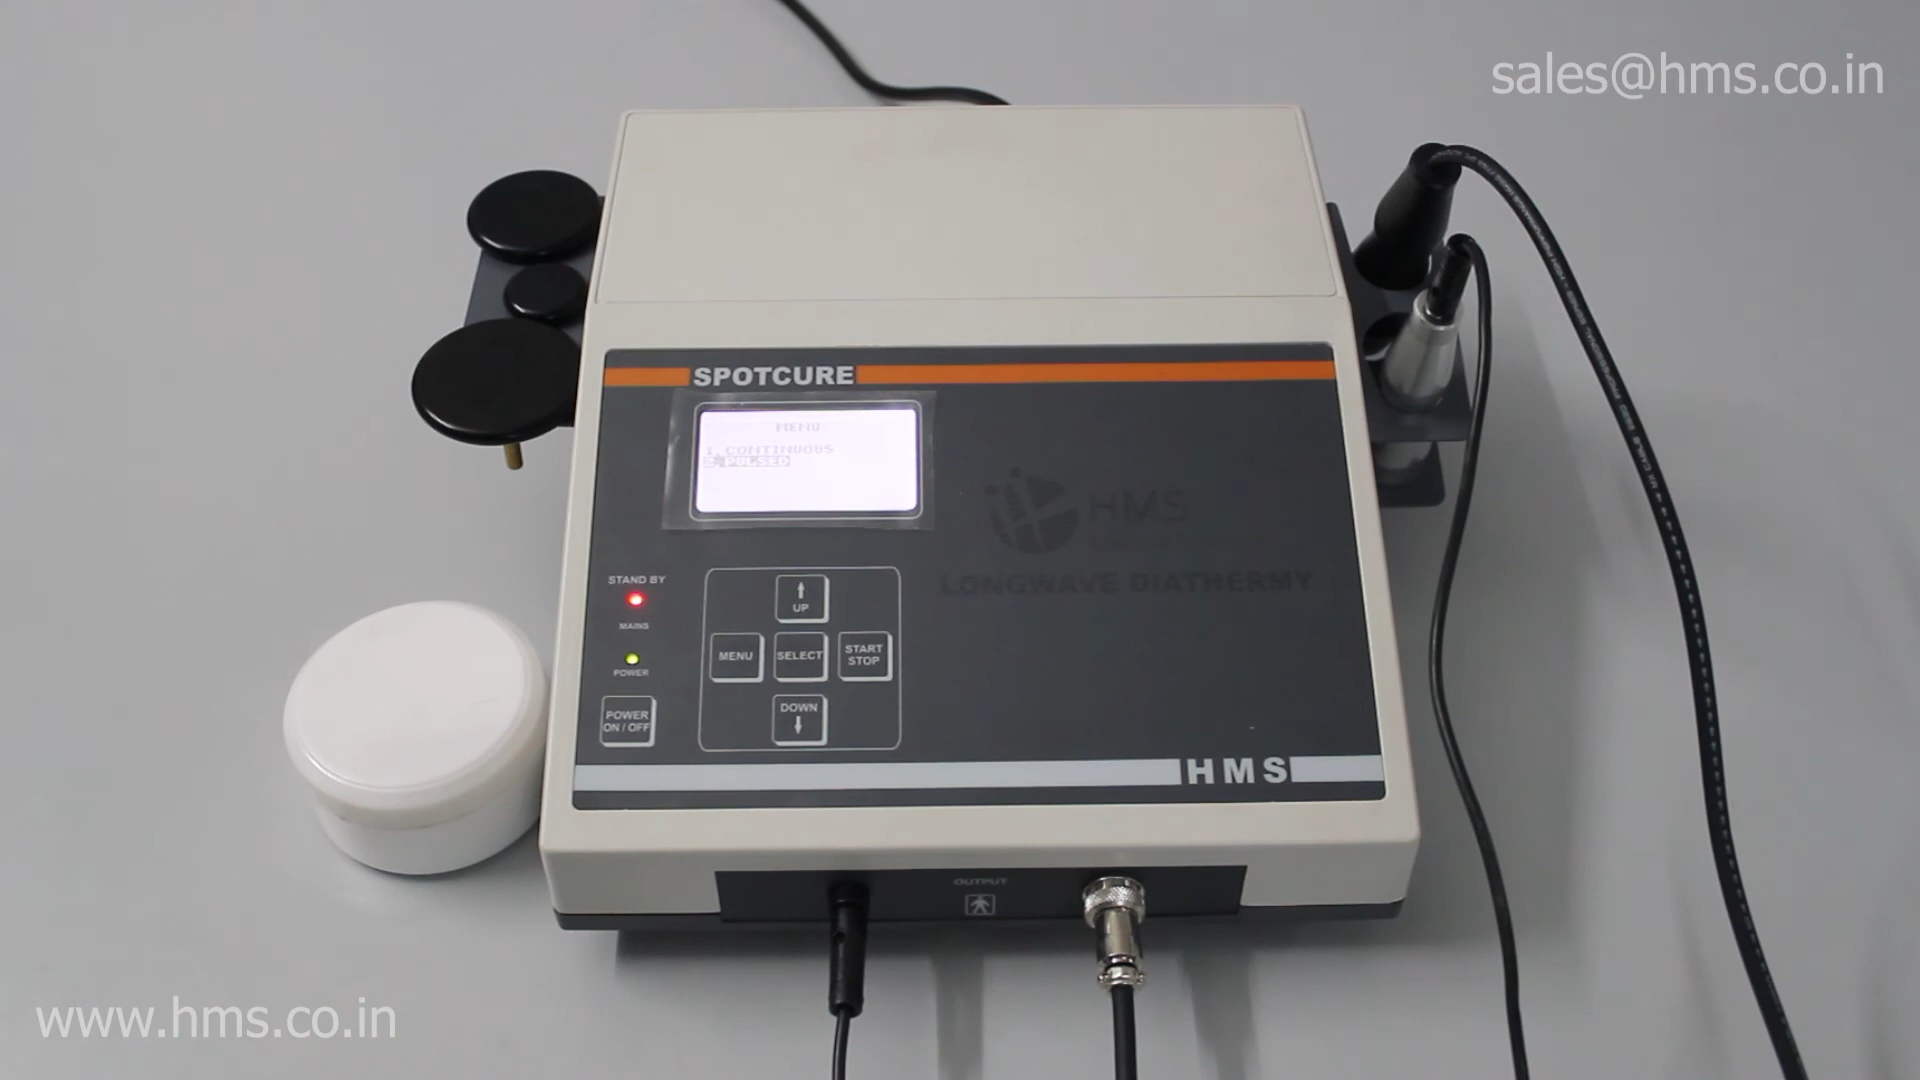 sales@hms.co.in
SPOTCURE
MENU
1. CONTINUOUS
2. PULSED
HMS
LONGWAVE DIATHERMY
STAND BY
MAINS
POWER
POWER
ON / OFF
UP
MENU
SELECT
START
STOP
DOWN
HMS
OUTPUT
www.hms.co.in